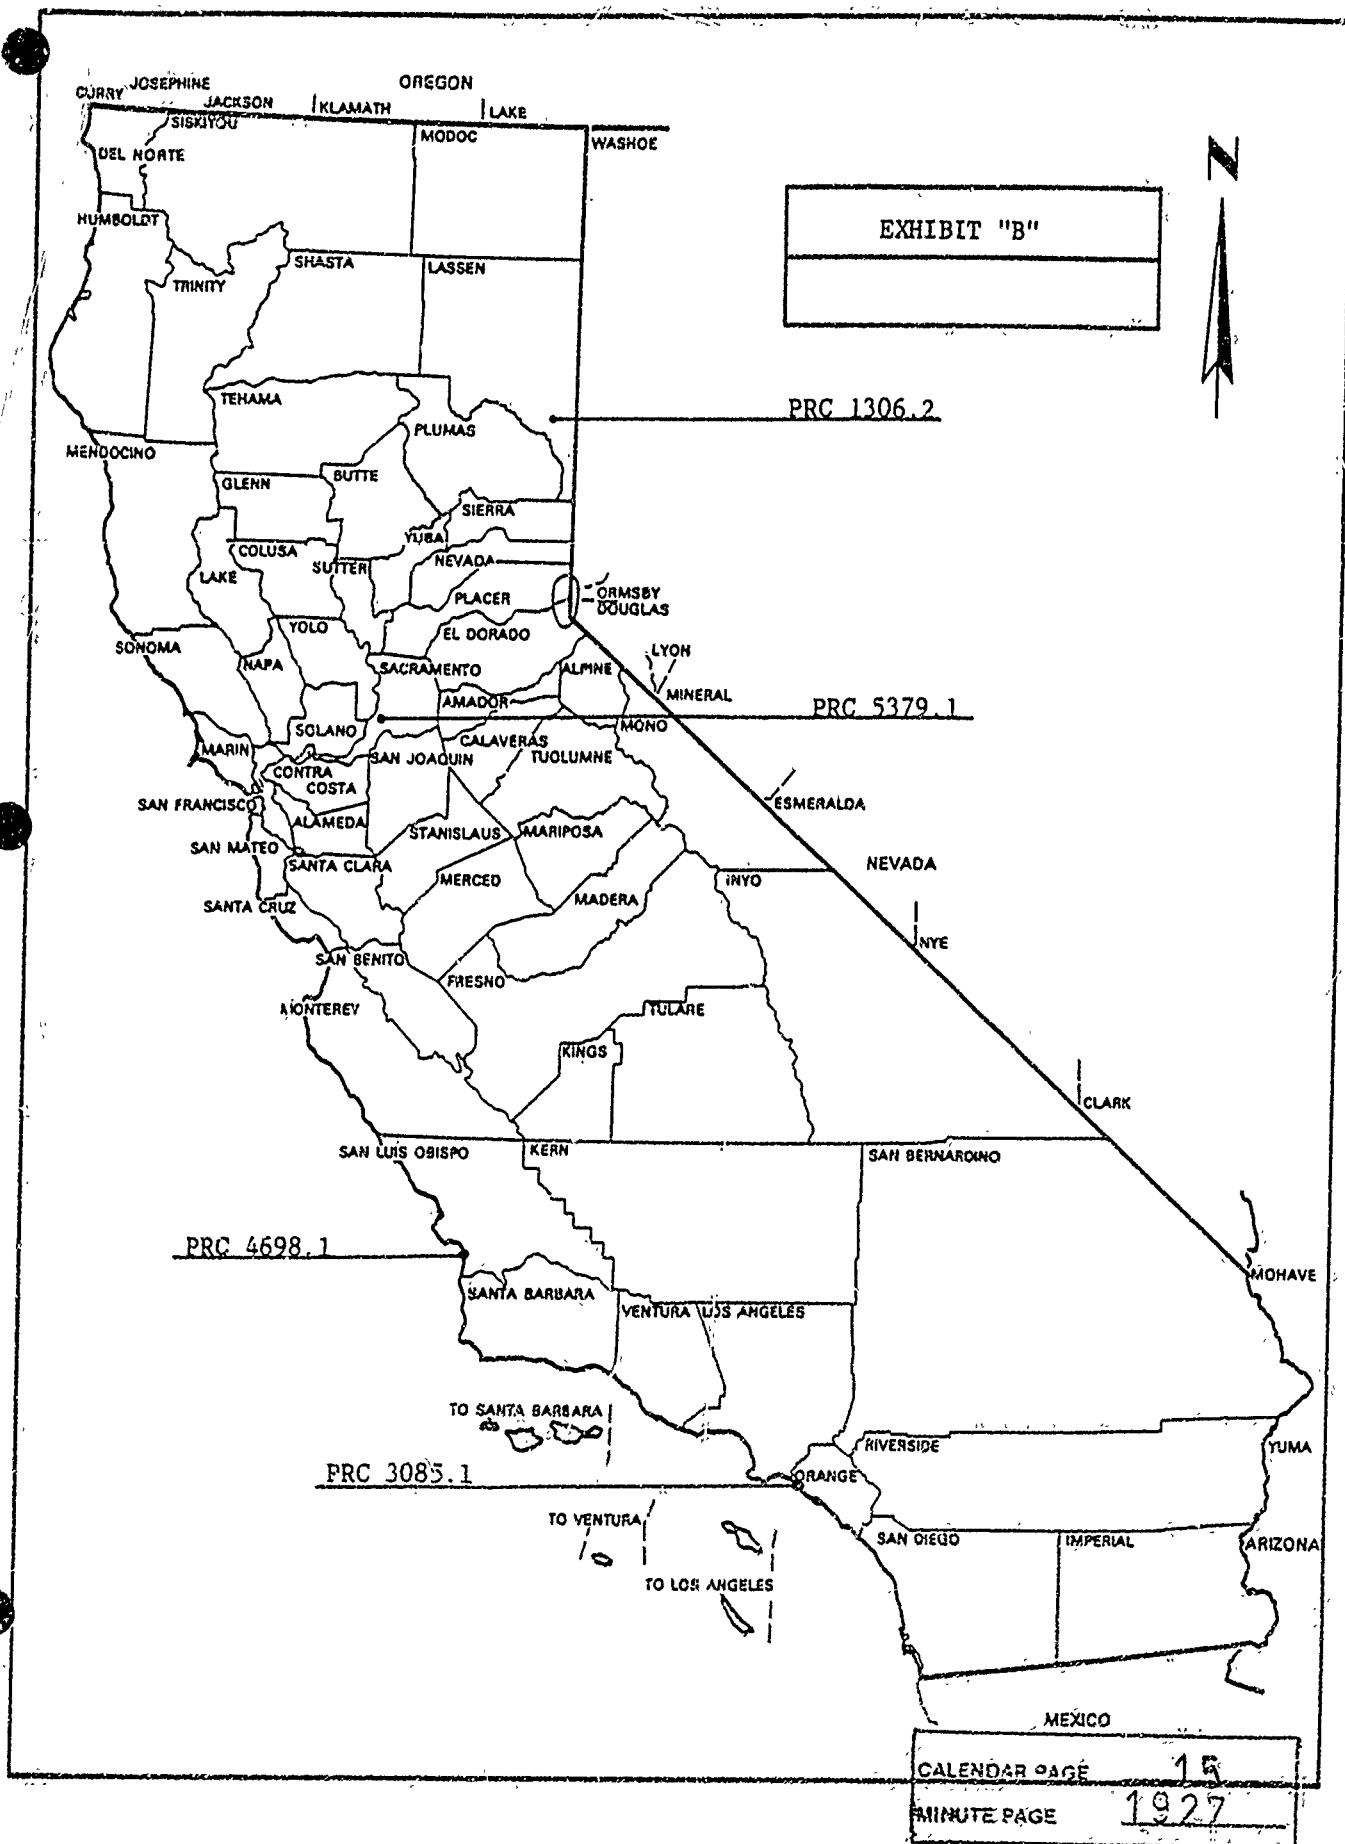 OREGON
CURRY JOSEPHINE JACKSON KLAMATH LAKE
SISKIYOU MODOC WASHOE
DEL NORTE
N
EXHIBIT "B"
HUMBOLDT
SHASTA LASSEN
TRINITY
TEHAMA
PRC 1306.2
PLUMAS
MENDOCINO
BUTTE
GLENN
SIERRA
YUBA
COLUSA
SUTTER NEVADA
LAKE
PLACER ORMSBY
DOUGLAS
YOLO
EL DORADO
SONOMA LYON
NAPA SACRAMENTO ALPINE
MINERAL
AMADOR PRC 5379.1
SOLANO MONO
CALAVERAS
MARIN SAN JOAQUIN TUOLUMNE
CONTRA
COSTA
SAN FRANCISCO ESMERALDA
ALAMEDA
STANISLAUS MARIPOSA
SAN MATEO
SANTA CLARA NEVADA
MERCED INYO
MADERA
SANTA CRUZ
NYE
SAN BENITO
FRESNO
MONTEREY TULARE
KINGS
CLARK
SAN LUIS OBISPO KERN SAN BERNARDINO
PRC 4698.1
MOHAVE
SANTA BARBARA
VENTURA LOS ANGELES
TO SANTA BARBARA
RIVERSIDE YUMA
PRC 3085.1 ORANGE
TO VENTURA
SAN DIEGO IMPERIAL ARIZONA
TO LOS ANGELES
MEXICO
CALENDAR PAGE 15
MINUTE PAGE 1927